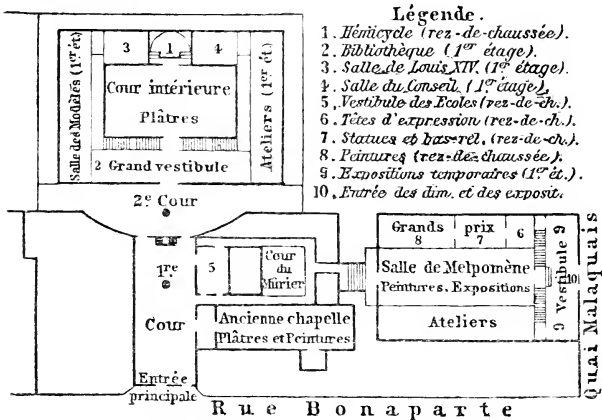 Légende.
1. Hémicycle (rez-de-chaussée).
2. Bibliothèque (1er étage).
3. Salle de Louis XIV. (1er étage).
4. Salle du Conseil (1er étage).
5. Vestibule des Ecoles (rez-de-ch.).
6. Têtes d'expression (rez-de-ch.).
7. Statues et bas-rel. (rez-de-ch.).
8. Peintures (rez-de-chaussée).
9. Expositions temporaires (1er ét.).
10. Entrée des dim. et des exposit.
3 1 4
Salle des Modèles (1er ét)
Cour intérieure
Plâtres
Ateliers (1er ét)
2 Grand vestibule
2e Cour
1re
Cour
5
Cour
du
Mûrier
Ancienne chapelle
Plâtres et Peintures
Entrée
principale
Grands prix 6
8 7
Salle de Melpomène
Peintures. Expositions
Ateliers
9 Vestibule 9
10
Quai Malaquais
Rue Bonaparte